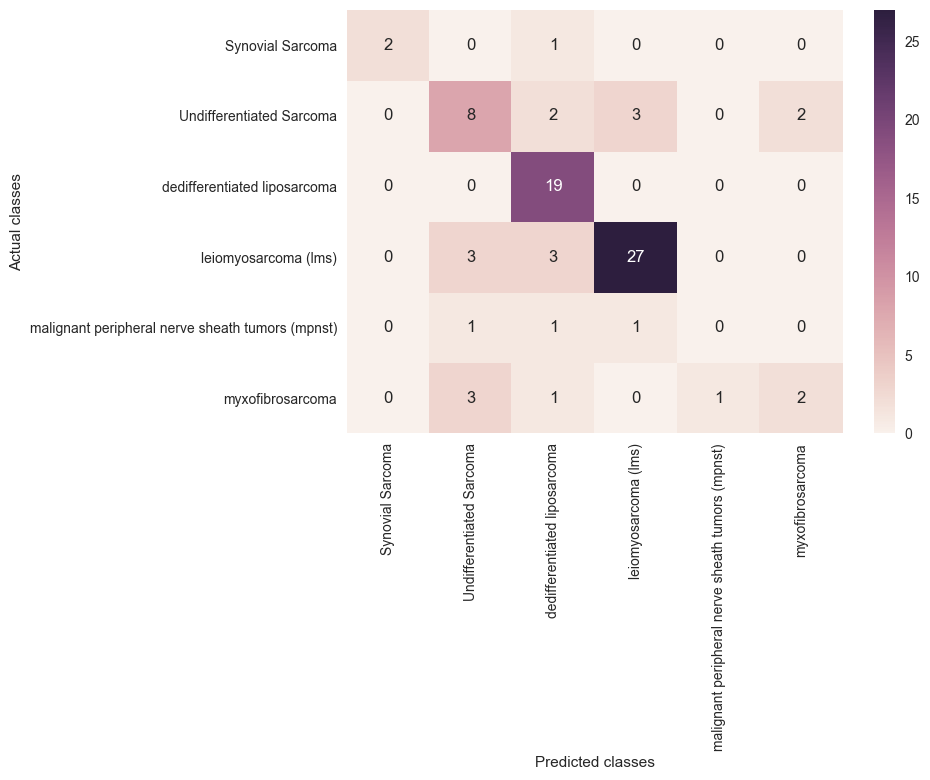 Actual classes
Synovial Sarcoma 2 0 1 0 0 0
Undifferentiated Sarcoma 0 8 2 3 0 2
dedifferentiated liposarcoma 0 0 19 0 0 0
leiomyosarcoma (lms) 0 3 3 27 0 0
malignant peripheral nerve sheath tumors (mpnst) 0 1 1 1 0 0
myxofibrosarcoma 0 3 1 0 1 2
Synovial Sarcoma
Undifferentiated Sarcoma
dedifferentiated liposarcoma
leiomyosarcoma (lms)
malignant peripheral nerve sheath tumors (mpnst)
myxofibrosarcoma
Predicted classes
25
20
15
10
5
0